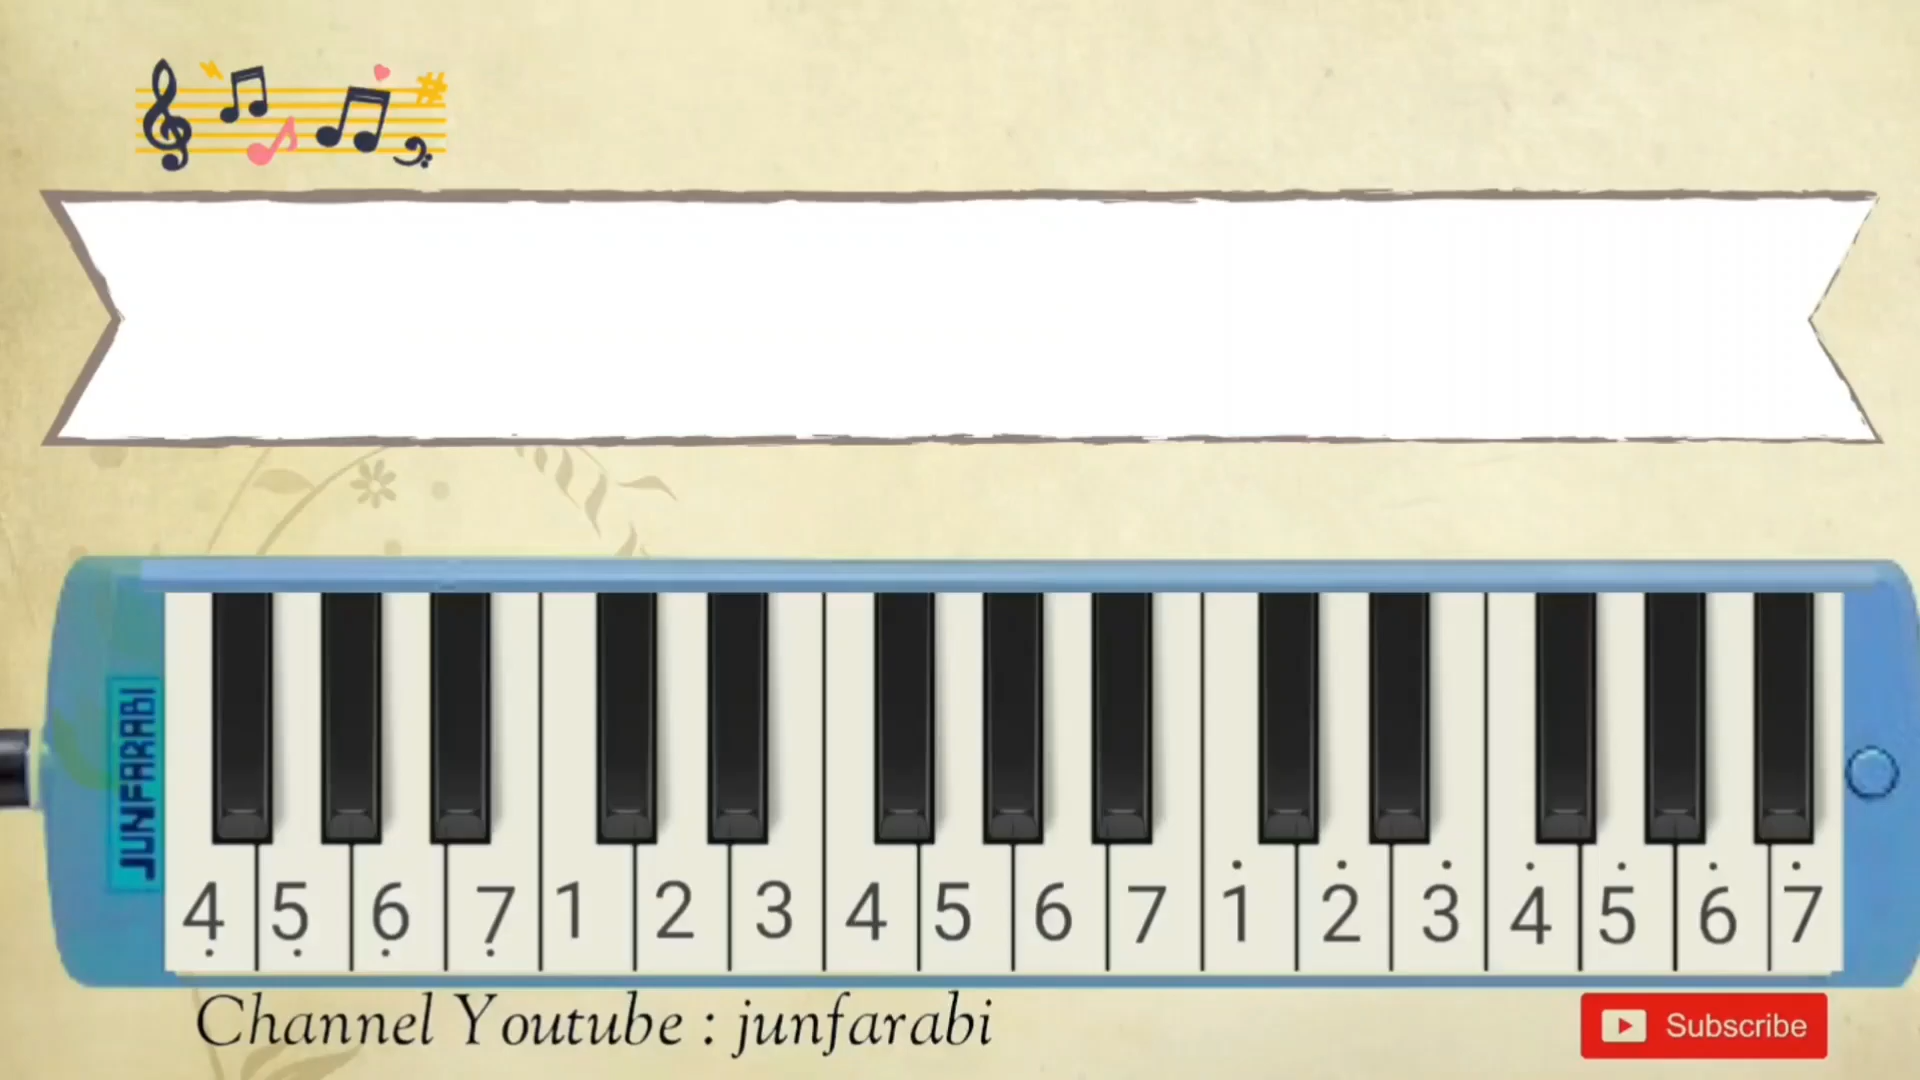 JUNFARABI
4̣ 5̣ 6̣ 7̣ 1 2 3 4 5 6 7 1̇ 2̇ 3̇ 4̇ 5̇ 6̇ 7̇
Channel Youtube : junfarabi
Subscribe